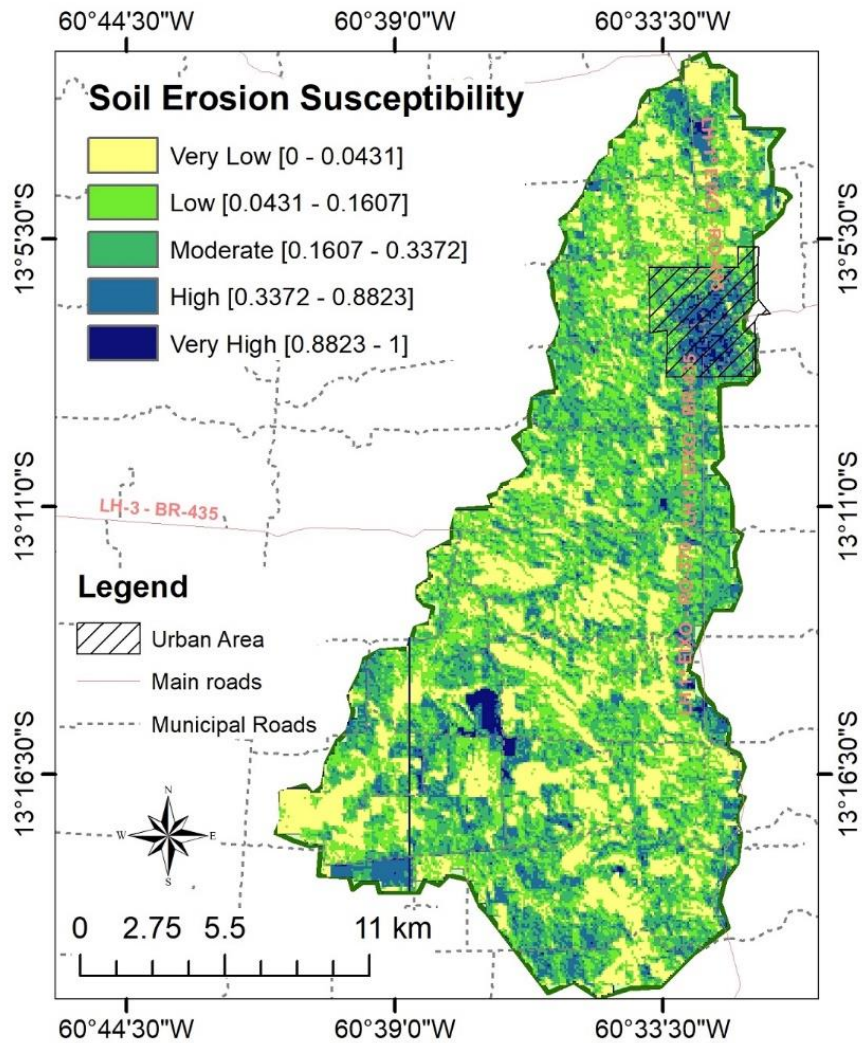 60°44'30"W 60°39'0"W 60°33'30"W
Soil Erosion Susceptibility
Very Low [0 - 0.0431]
Low [0.0431 - 0.1607]
Moderate [0.1607 - 0.3372]
High [0.3372 - 0.8823]
Very High [0.8823 - 1]
13°5'30"S
13°5'30"S
13°11'0"S
13°11'0"S
13°16'30"S
13°16'30"S
LH-3 - BR-435
Legend
Urban Area
Main roads
Municipal Roads
N
W E
S
0 2.75 5.5 11 km
60°44'30"W 60°39'0"W 60°33'30"W